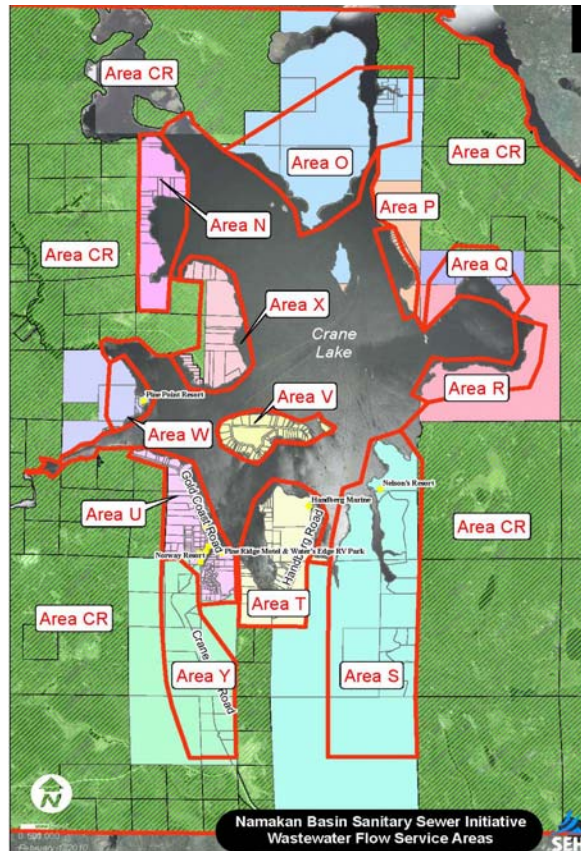 Area CR
Area CR
Area O
Area P
Area N
Area Q
Area CR
Area X
Crane
Lake
Area R
Pine Point Resort
Area V
Area W
Nelson's Resort
Area U
Gold Coast Road
Handberg Marine
Handberg Road
Area CR
Norway Resort
Pine Ridge Motel & Water's Edge RV Park
Area T
Area CR
Area Y
Area S
Crane
Road
N
Namakan Basin Sanitary Sewer Initiative
Wastewater Flow Service Areas